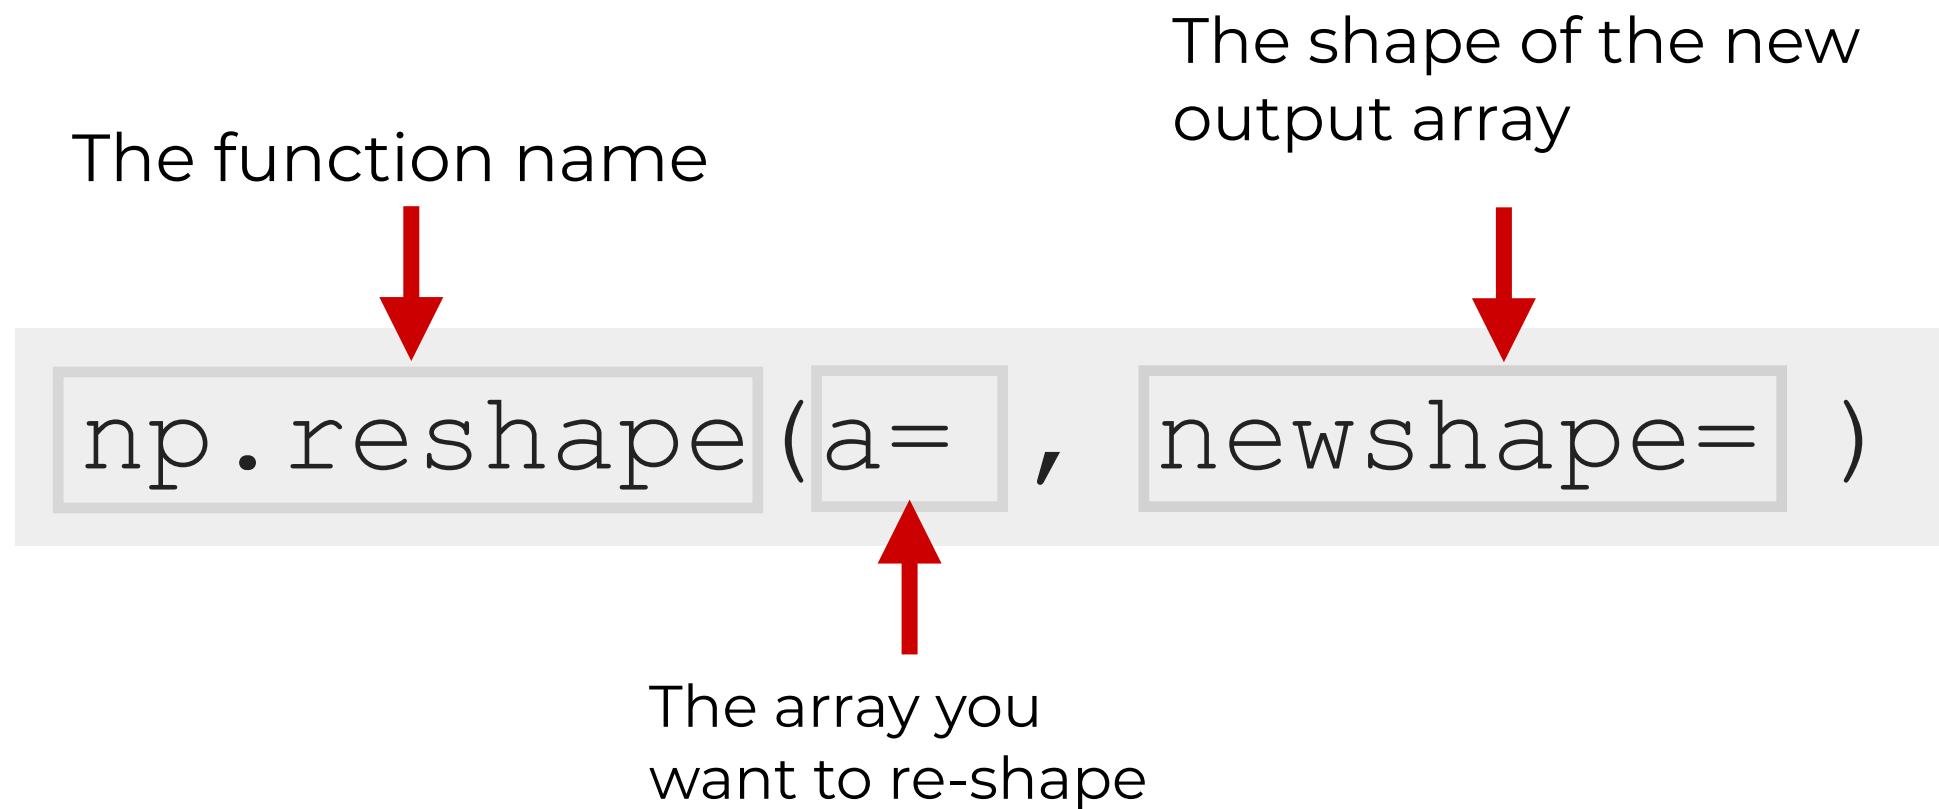 The shape of the new
output array
The function name
np.reshape(a= , newshape= )
The array you
want to re-shape